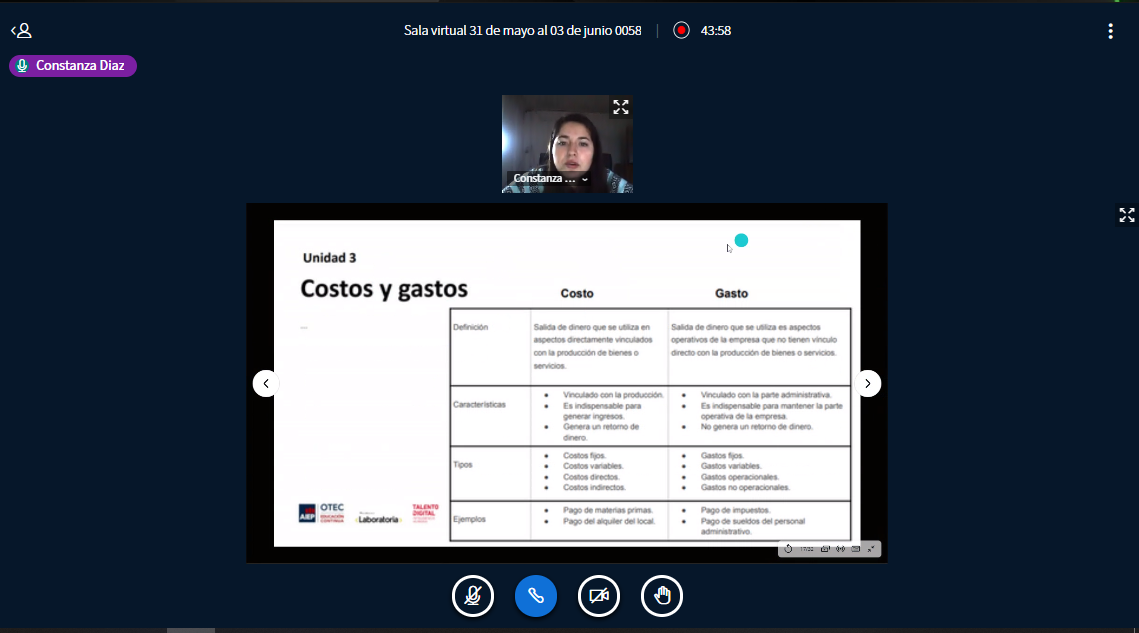 Sala virtual 31 de mayo al 03 de junio 0058
43:58
Constanza Diaz
Constanza ...
Unidad 3
Costos y gastos
Costo
Gasto
Definición
Salida de dinero que se utiliza en
aspectos directamente vinculados
con la producción de bienes o
servicios.
Salida de dinero que se utiliza es aspectos
operativos de la empresa que no tienen vínculo
directo con la producción de bienes o servicios.
Características
Vinculado con la producción.
Es indispensable para
generar ingresos.
Genera un retorno de
dinero.
Vinculado con la parte administrativa.
Es indispensable para mantener la parte
operativa de la empresa.
No genera un retorno de dinero.
Tipos
Costos fijos.
Costos variables.
Costos directos.
Costos indirectos.
Gastos fijos.
Gastos variables.
Gastos operacionales.
Gastos no operacionales.
Ejemplos
Pago de materias primas.
Pago del alquiler del local.
Pago de impuestos.
Pago de sueldos del personal
administrativo.
AIEP
OTEC
EDUCACIÓN
CONTINUA
Laboratoria
TALENTO
DIGITAL